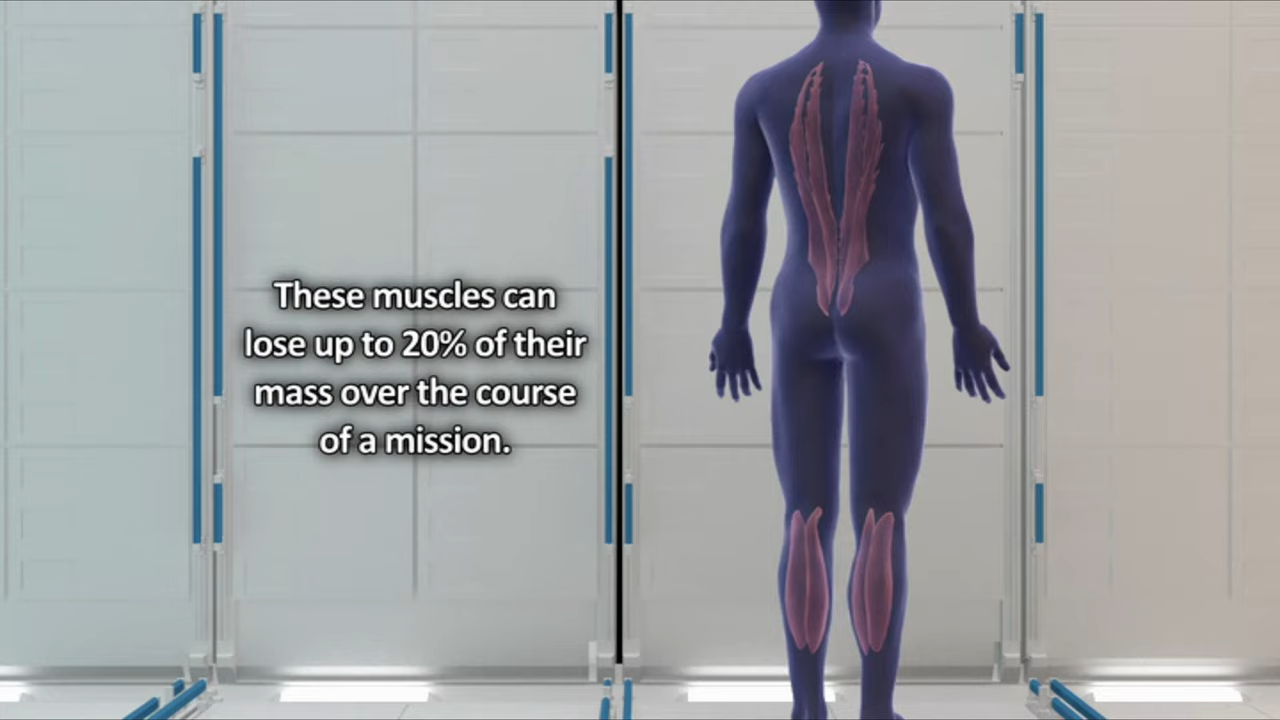 These muscles can
lose up to 20% of their
mass over the course
of a mission.